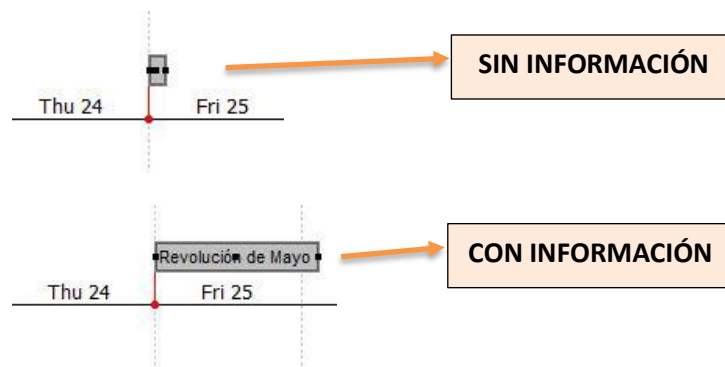 SIN INFORMACIÓN
Thu 24 Fri 25
Revolución de Mayo
CON INFORMACIÓN
Thu 24 Fri 25